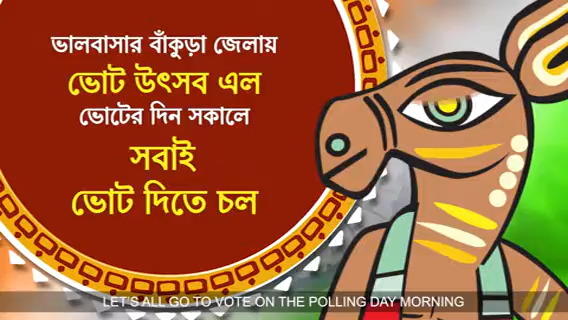 ভালবাসার বাঁকুড়া জেলায়
ভোট উৎসব এল
ভোটের দিন সকালে
সবাই
ভোট দিতে চল
LET'S ALL GO TO VOTE ON THE POLLING DAY MORNING